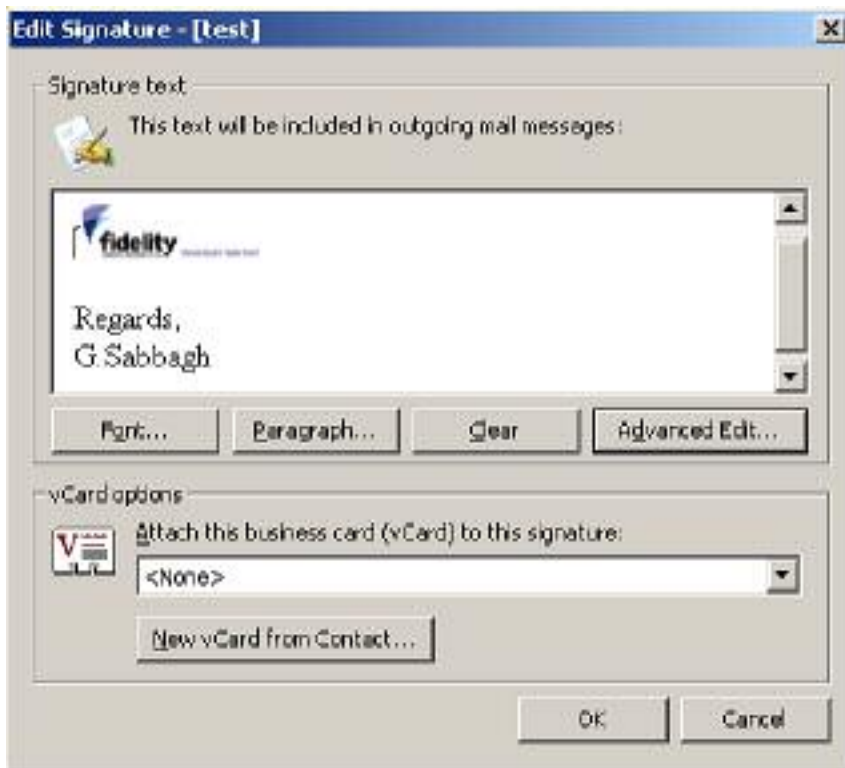 Edit Signature - [test]
Signature text
This text will be included in outgoing mail messages:
fidelity
Regards,
G.Sabbagh
Font...
Paragraph...
Clear
Advanced Edit...
vCard options
Attach this business card (vCard) to this signature:
V
<None>
New vCard from Contact...
OK
Cancel